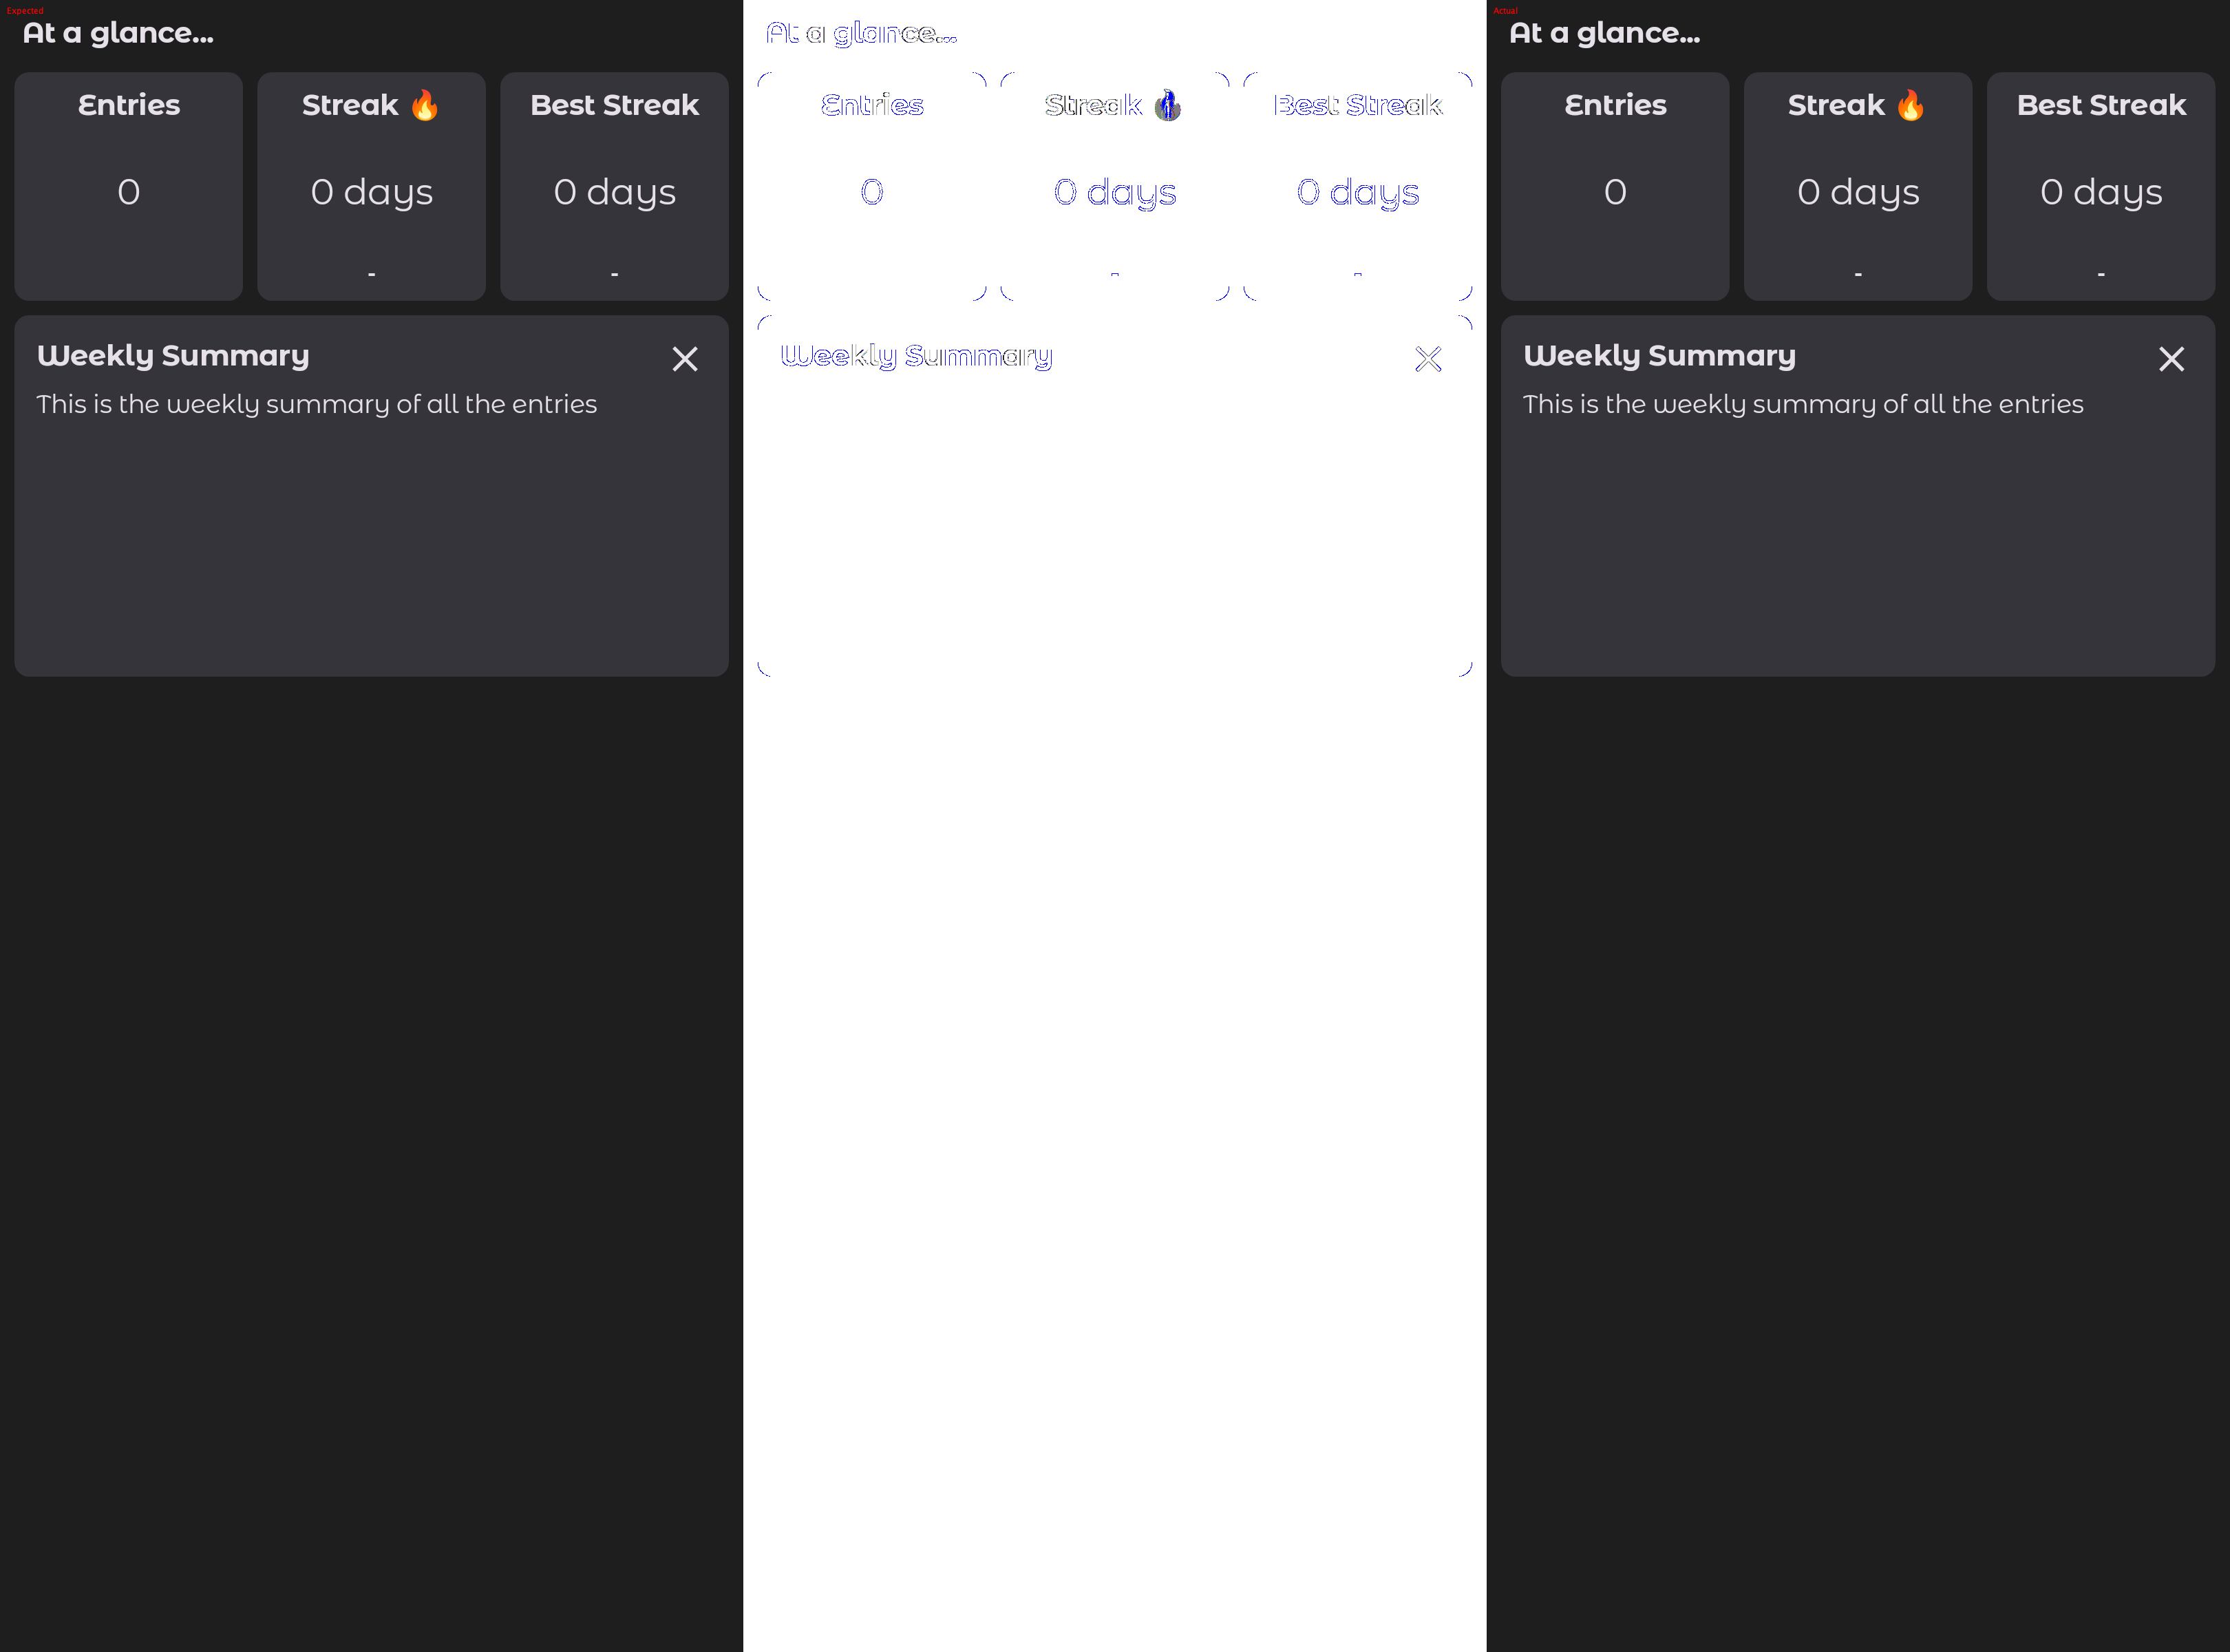 Expected
At a glance...
Entries
Streak 🔥
Best Streak
0
0 days
0 days
-
-
Weekly Summary
This is the weekly summary of all the entries
At a glance...
Entries
Streak
Best Streak
0
0 days
0 days
-
-
Weekly Summary
Actual
At a glance...
Entries
Streak 🔥
Best Streak
0
0 days
0 days
-
-
Weekly Summary
This is the weekly summary of all the entries